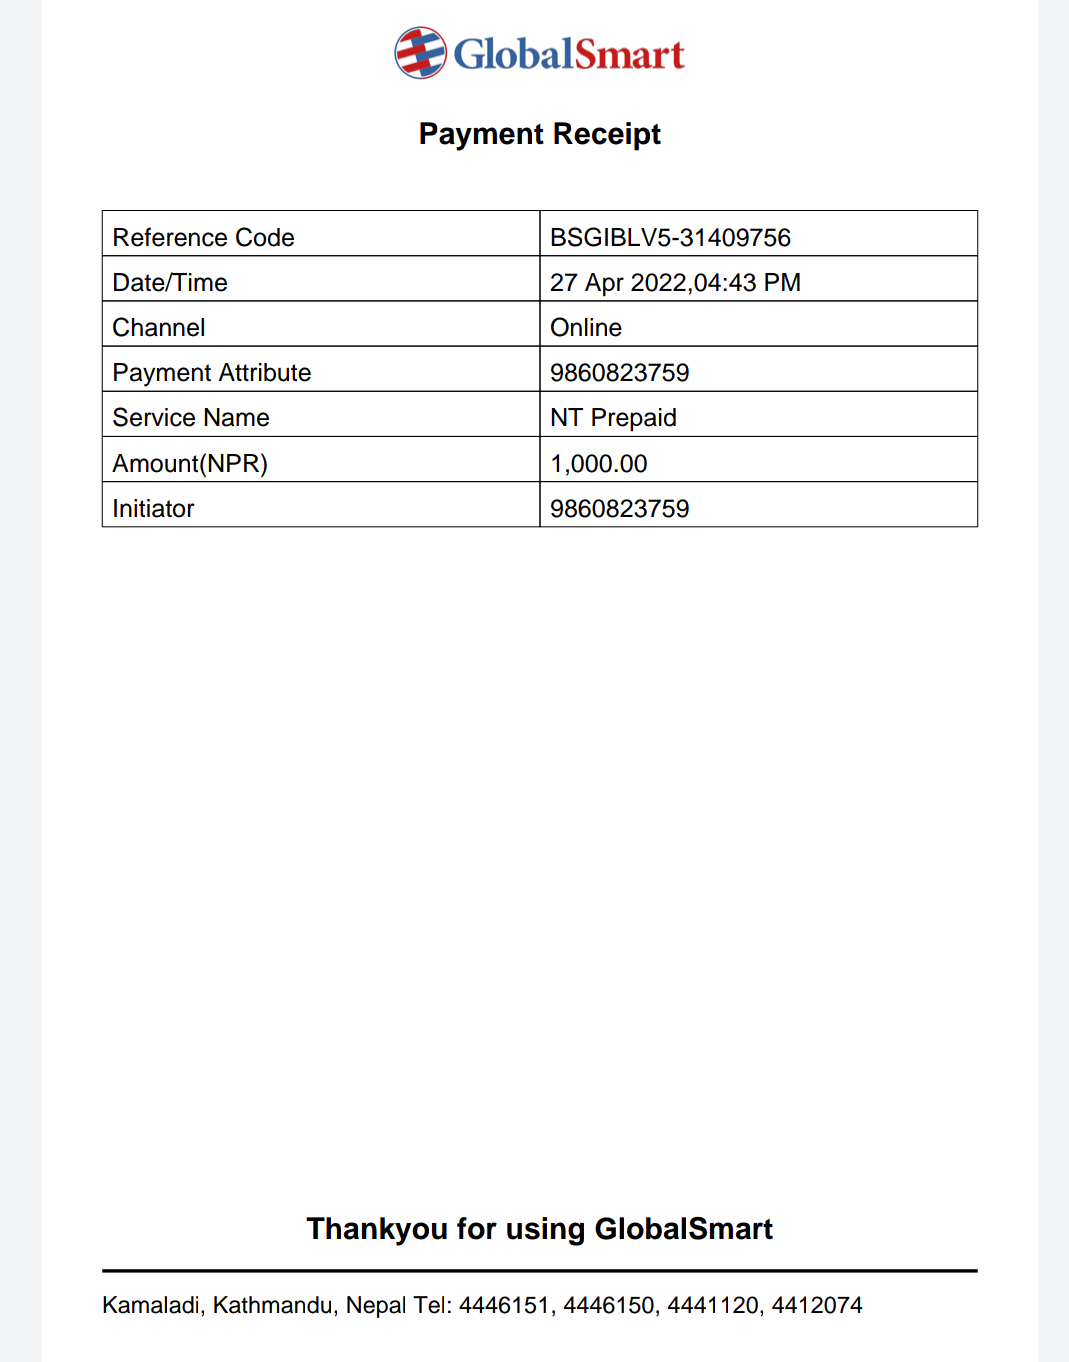 GlobalSmart
Payment Receipt
Reference Code BSGIBLV5-31409756
Date/Time 27 Apr 2022,04:43 PM
Channel Online
Payment Attribute 9860823759
Service Name NT Prepaid
Amount(NPR) 1,000.00
Initiator 9860823759
Thankyou for using GlobalSmart
Kamaladi, Kathmandu, Nepal Tel: 4446151, 4446150, 4441120, 4412074